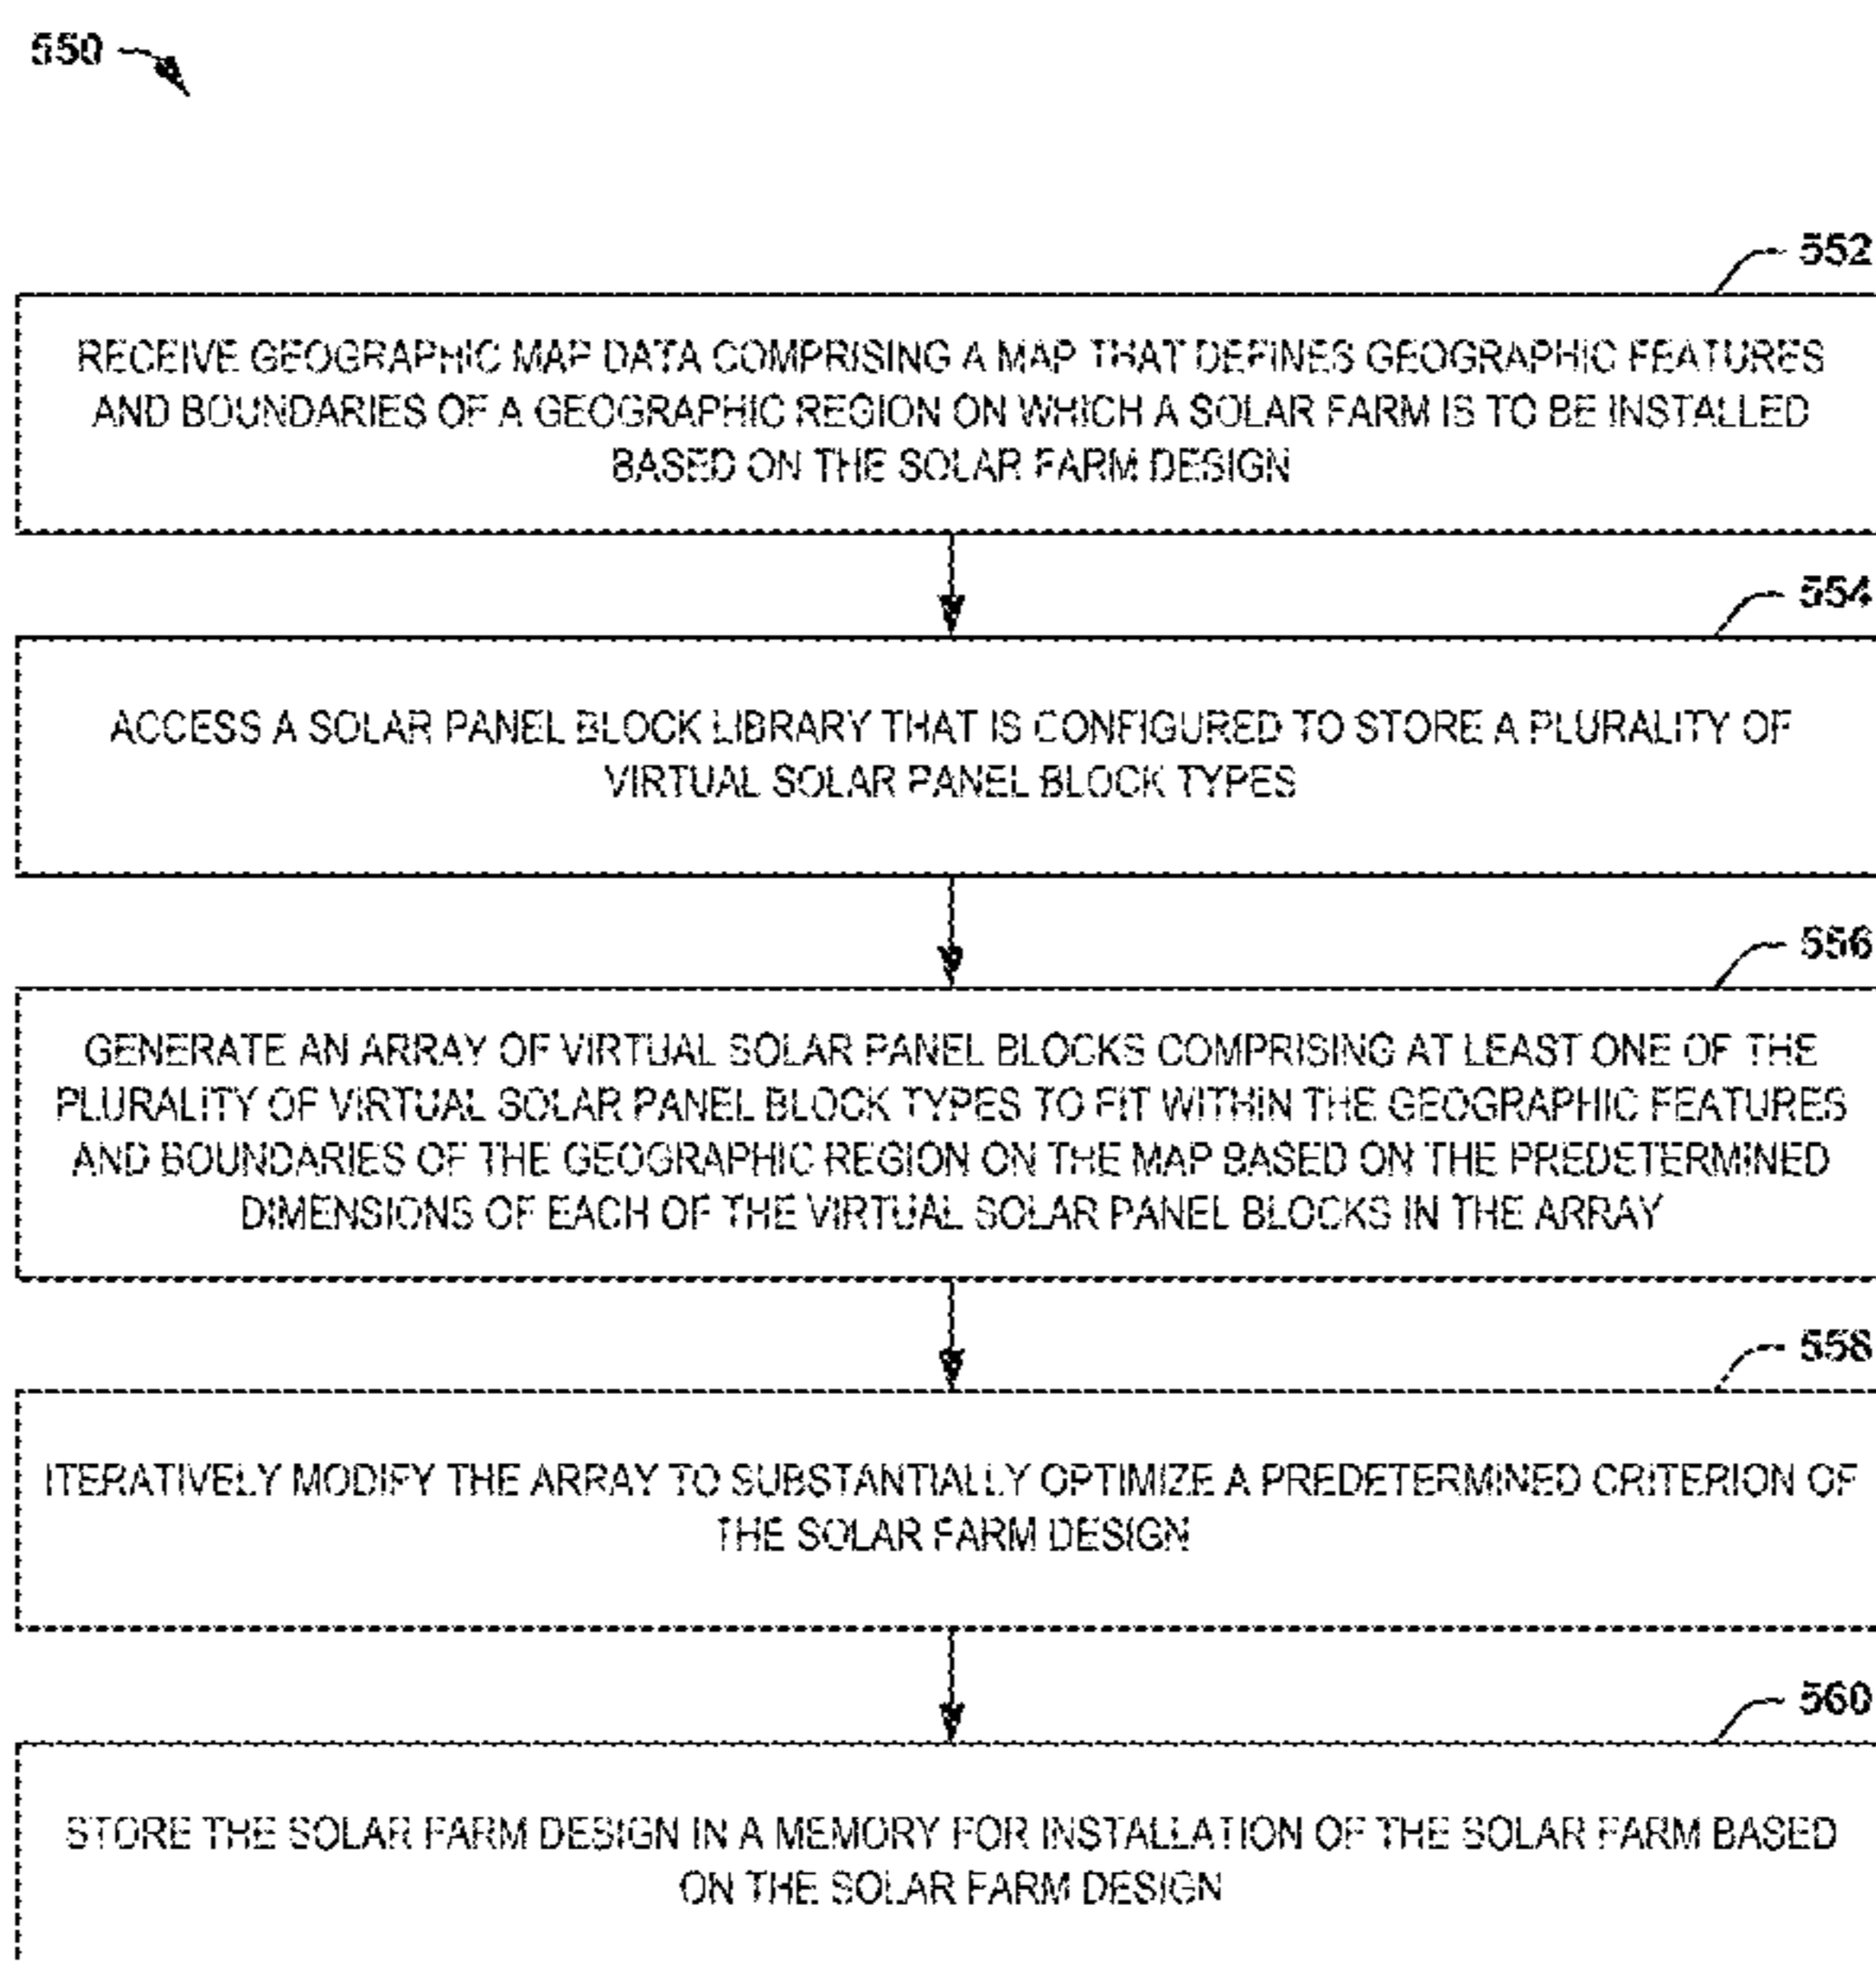 550
552
RECEIVE GEOGRAPHIC MAP DATA COMPRISING A MAP THAT DEFINES GEOGRAPHIC FEATURES
AND BOUNDARIES OF A GEOGRAPHIC REGION ON WHICH A SOLAR FARM IS TO BE INSTALLED
BASED ON THE SOLAR FARM DESIGN
554
ACCESS A SOLAR PANEL BLOCK LIBRARY THAT IS CONFIGURED TO STORE A PLURALITY OF
VIRTUAL SOLAR PANEL BLOCK TYPES
556
GENERATE AN ARRAY OF VIRTUAL SOLAR PANEL BLOCKS COMPRISING AT LEAST ONE OF THE
PLURALITY OF VIRTUAL SOLAR PANEL BLOCK TYPES TO FIT WITHIN THE GEOGRAPHIC FEATURES
AND BOUNDARIES OF THE GEOGRAPHIC REGION ON THE MAP BASED ON THE PREDETERMINED
DIMENSIONS OF EACH OF THE VIRTUAL SOLAR PANEL BLOCKS IN THE ARRAY
558
ITERATIVELY MODIFY THE ARRAY TO SUBSTANTIALLY OPTIMIZE A PREDETERMINED CRITERION OF
THE SOLAR FARM DESIGN
560
STORE THE SOLAR FARM DESIGN IN A MEMORY FOR INSTALLATION OF THE SOLAR FARM BASED
ON THE SOLAR FARM DESIGN